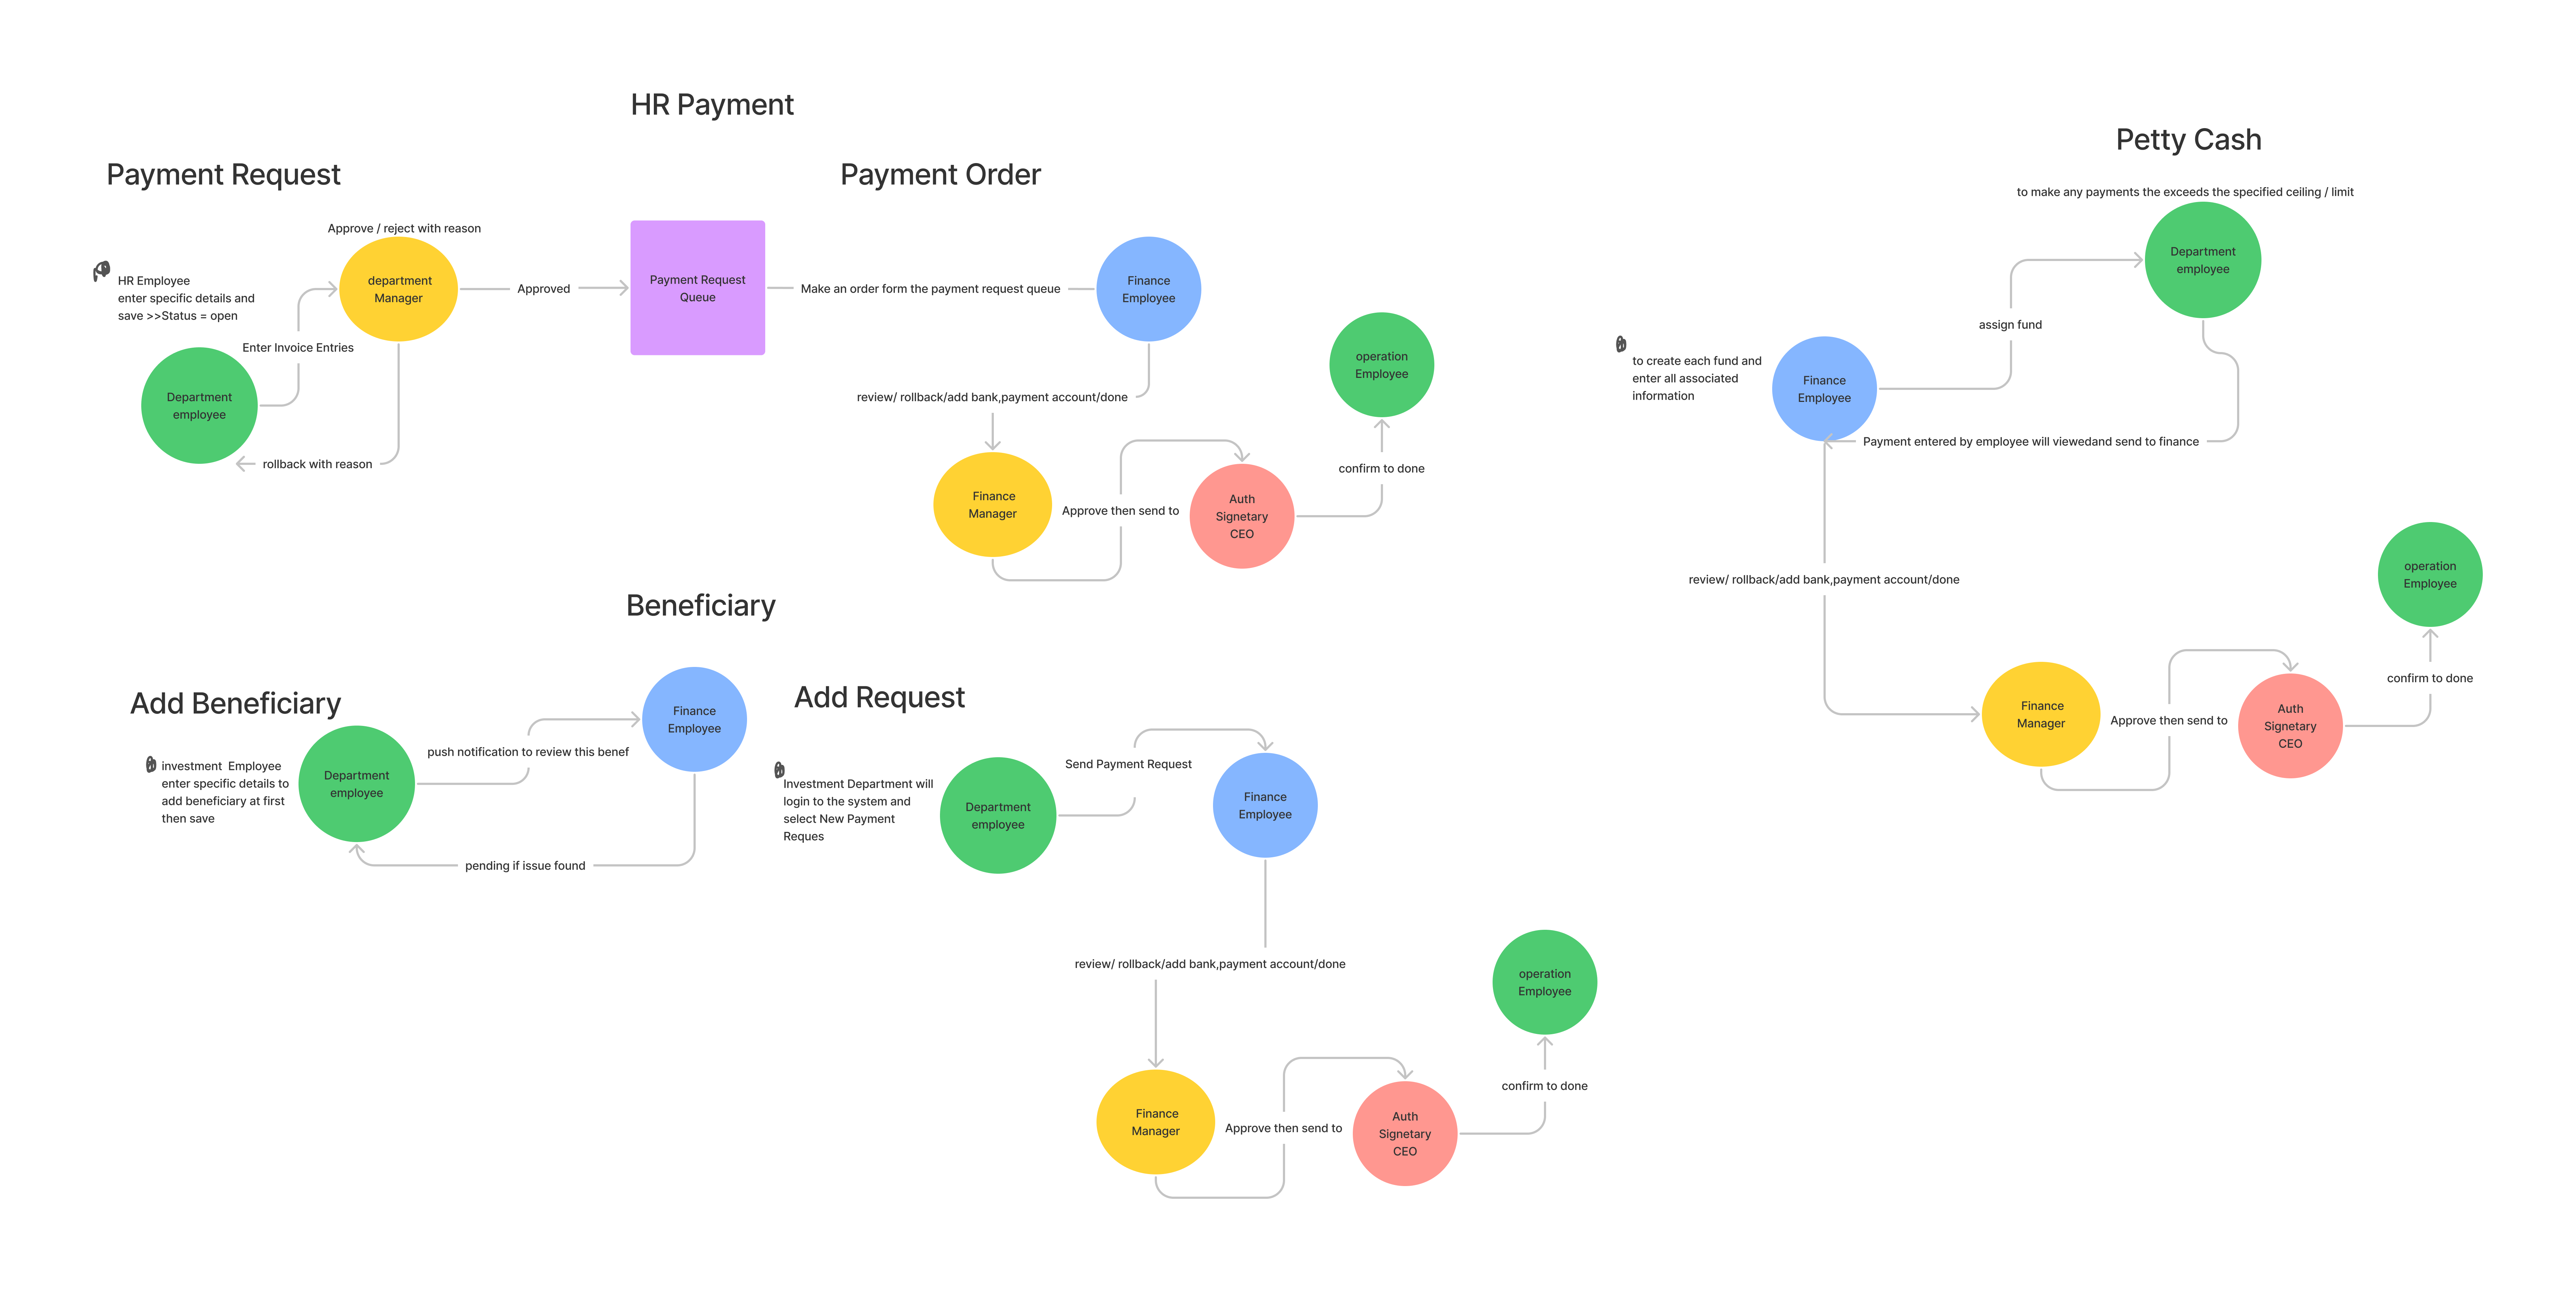 HR Payment
Payment Request
Approve / reject with reason
HR Employee
enter specific details and
save >>Status = open
department
Manager
Enter Invoice Entries
Department
employee
rollback with reason
Approved
Payment Request
Queue
Payment Order
Make an order form the payment request queue
Finance
Employee
review/ rollback/add bank,payment account/done
Finance
Manager
Approve then send to
Auth
Signetary
CEO
confirm to done
operation
Employee
Petty Cash
to make any payments the exceeds the specified ceiling / limit
Department
employee
assign fund
to create each fund and
enter all associated
information
Finance
Employee
Payment entered by employee will viewedand send to finance
review/ rollback/add bank,payment account/done
Finance
Manager
Approve then send to
Auth
Signetary
CEO
confirm to done
operation
Employee
Beneficiary
Add Beneficiary
investment  Employee
enter specific details to
add beneficiary at first
then save
Department
employee
push notification to review this benef
Finance
Employee
pending if issue found
Add Request
Investment Department will
login to the system and
select New Payment
Reques
Department
employee
Send Payment Request
Finance
Employee
review/ rollback/add bank,payment account/done
Finance
Manager
Approve then send to
Auth
Signetary
CEO
confirm to done
operation
Employee